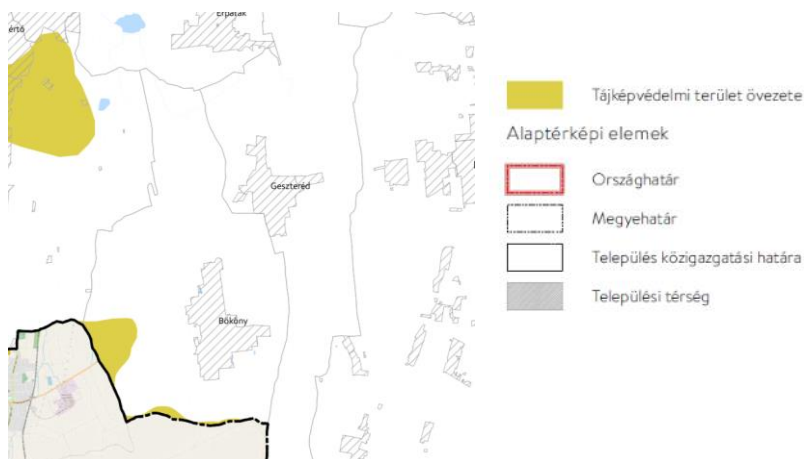 Érpatak
Geszteréd
Bököny
Tájképvédelmi terület övezete
Alaptérképi elemek
Országhatár
Megyehatár
Település közigazgatási határa
Települési térség